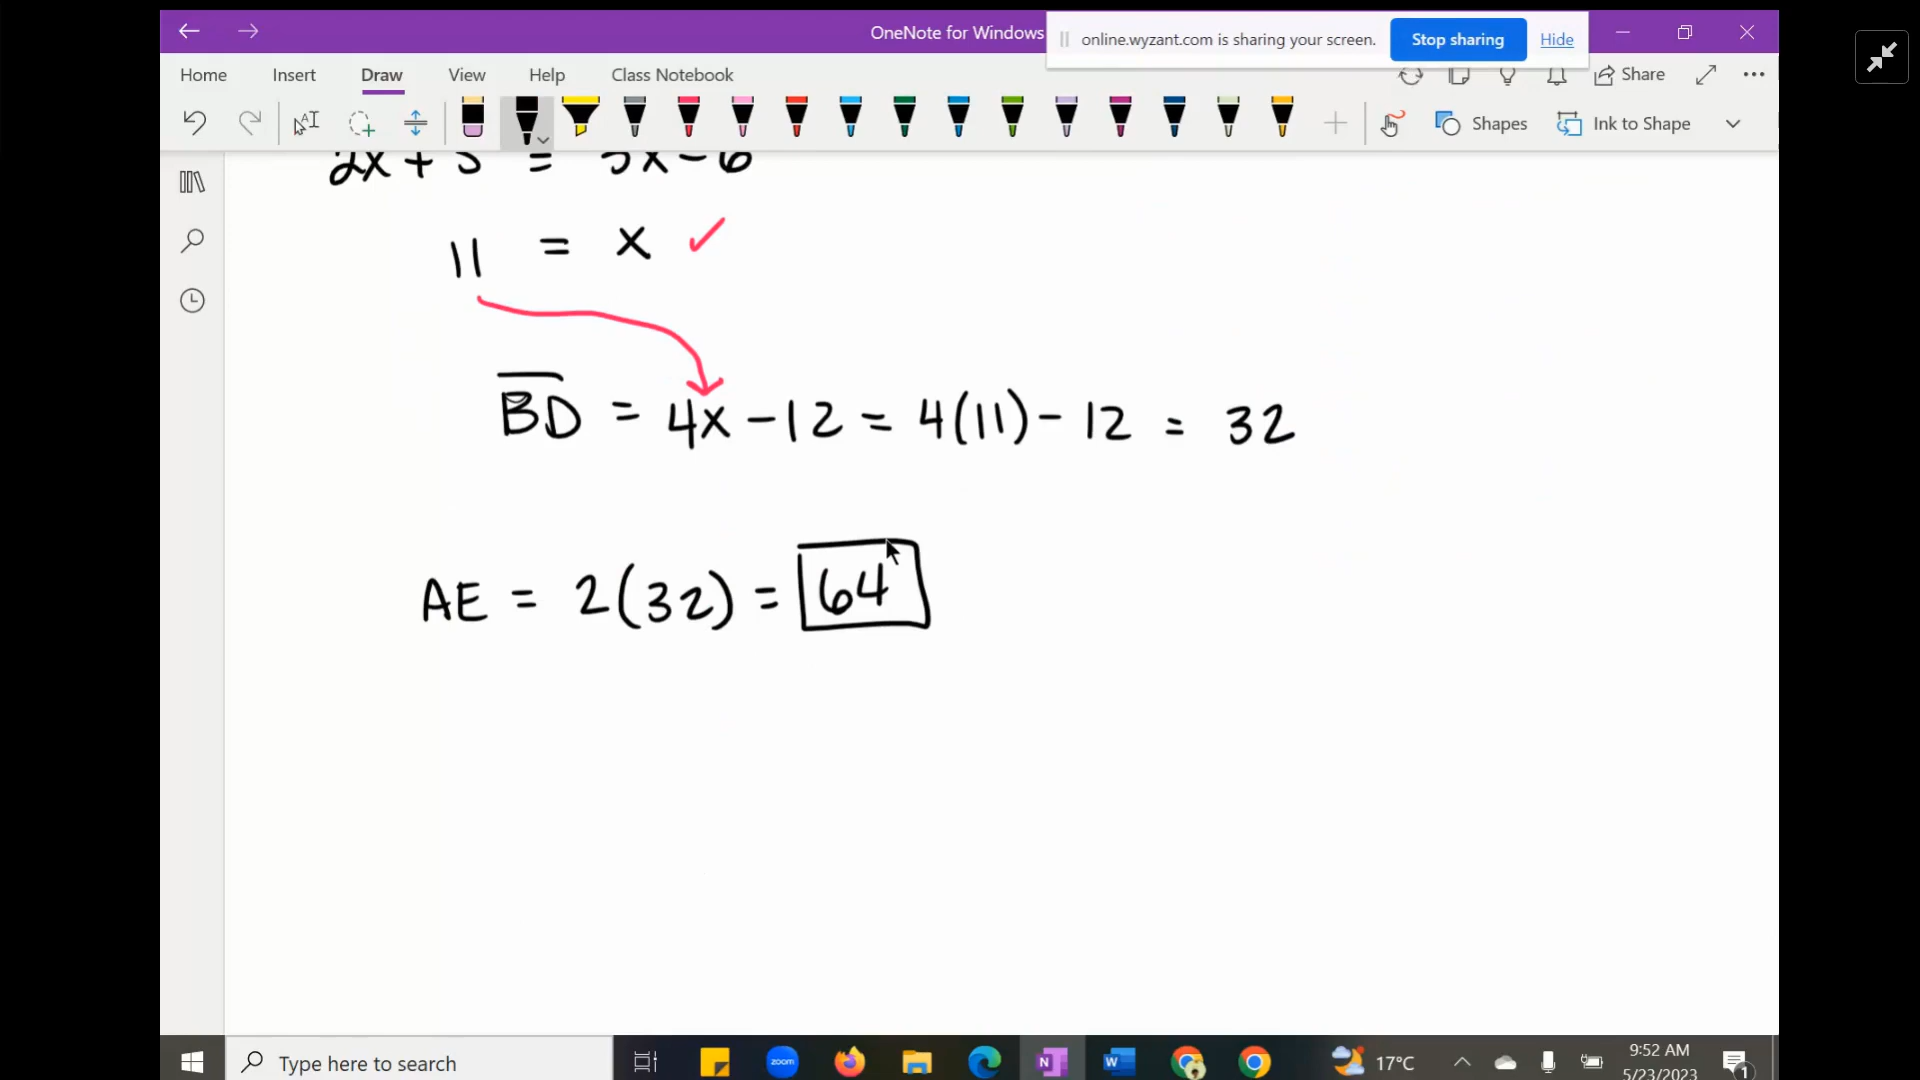 OneNote for Windows
online.wyzant.com is sharing your screen. Stop sharing Hide
Home Insert Draw View Help Class Notebook Share
Shapes Ink to Shape
11 = x ✓
BD = 4x - 12 = 4(11) - 12 = 32
AE = 2(32) = 64
Type here to search
zoom
17°C
9:52 AM
5/23/2023
1